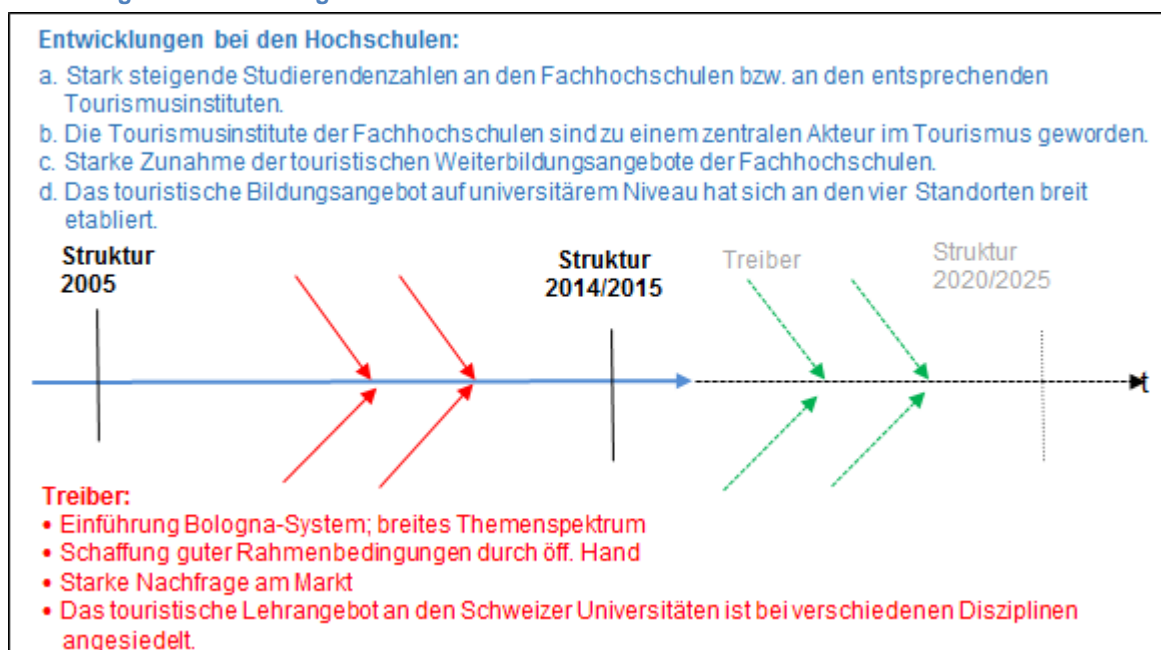 Entwicklungen bei den Hochschulen:
a. Stark steigende Studierendenzahlen an den Fachhochschulen bzw. an den entsprechenden
Tourismusinstituten.
b. Die Tourismusinstitute der Fachhochschulen sind zu einem zentralen Akteur im Tourismus geworden.
c. Starke Zunahme der touristischen Weiterbildungsangebote der Fachhochschulen.
d. Das touristische Bildungsangebot auf universitärem Niveau hat sich an den vier Standorten breit
etabliert.
Struktur
2005
Struktur
2014/2015
Treiber
Struktur
2020/2025
t
Treiber:
• Einführung Bologna-System; breites Themenspektrum
• Schaffung guter Rahmenbedingungen durch öff. Hand
• Starke Nachfrage am Markt
• Das touristische Lehrangebot an den Schweizer Universitäten ist bei verschiedenen Disziplinen
angesiedelt.